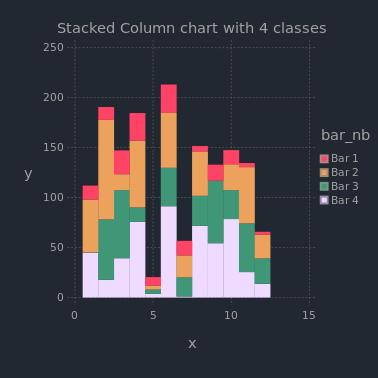 Stacked Column chart with 4 classes
250
200
150
100
50
0
0 5 10 15
x
y
bar_nb
Bar 1
Bar 2
Bar 3
Bar 4